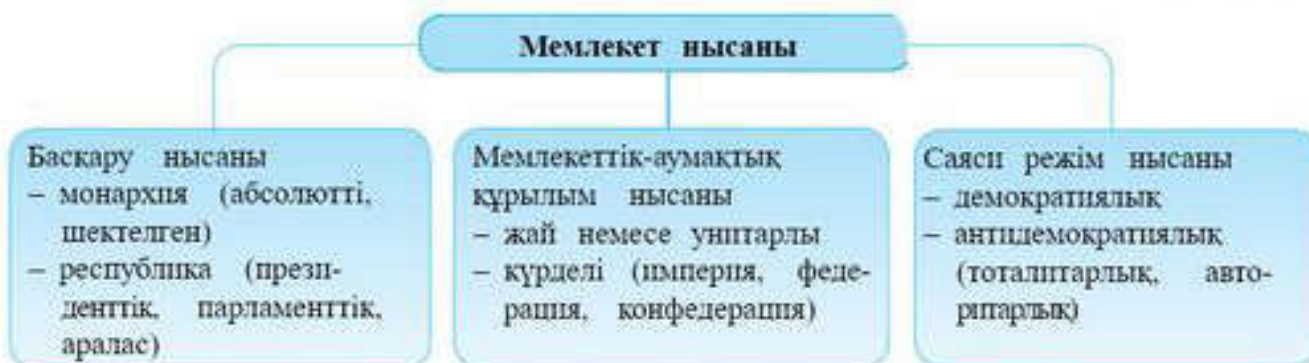 Мемлекет нысаны
Басқару нысаны
– монархия (абсолютті,
шектелген)
– республика (прези-
денттік, парламенттік,
аралас)
Мемлекеттік-аумақтық
құрылым нысаны
– жай немесе унитарлы
– күрделі (империя, феде-
рация, конфедерация)
Саяси режім нысаны
– демократиялық
– антидемократиялық
(тоталитарлық, авто-
ритарлық)